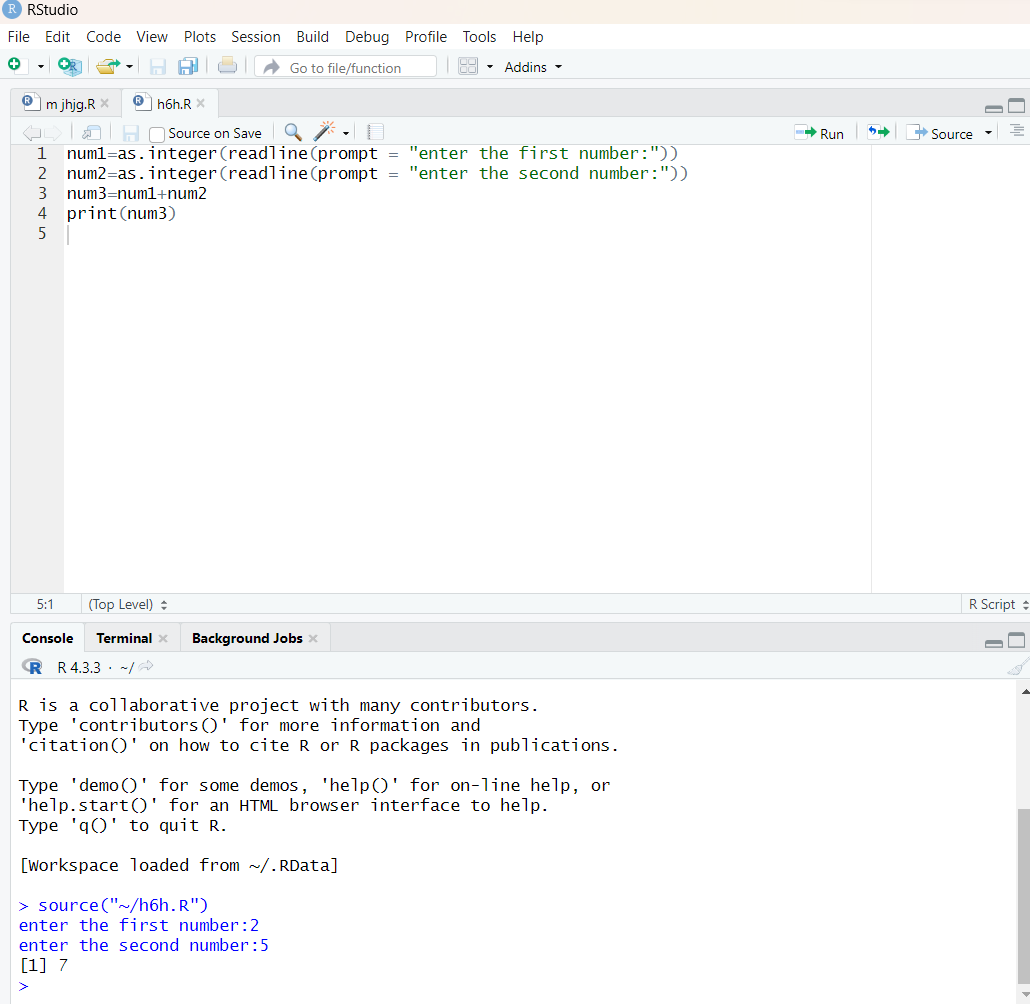 RStudio
File Edit Code View Plots Session Build Debug Profile Tools Help
Go to file/function Addins
m jhjg.R h6h.R
Source on Save Run Source
1 num1=as.integer(readline(prompt = "enter the first number:"))
2 num2=as.integer(readline(prompt = "enter the second number:"))
3 num3=num1+num2
4 print(num3)
5
5:1 (Top Level) R Script
Console Terminal Background Jobs
R R 4.3.3 · ~/
R is a collaborative project with many contributors.
Type 'contributors()' for more information and
'citation()' on how to cite R or R packages in publications.
Type 'demo()' for some demos, 'help()' for on-line help, or
'help.start()' for an HTML browser interface to help.
Type 'q()' to quit R.
[Workspace loaded from ~/.RData]
> source("~/h6h.R")
enter the first number:2
enter the second number:5
[1] 7
>